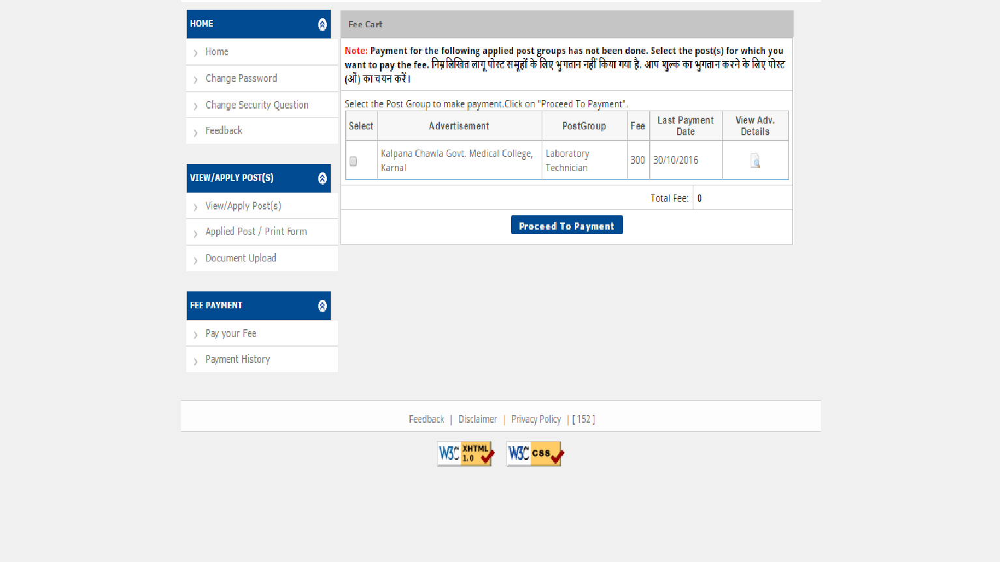 HOME
Home
Change Password
Change Security Question
Feedback
VIEW/APPLY POST(S)
View/Apply Post(s)
Applied Post / Print Form
Document Upload
FEE PAYMENT
Pay your Fee
Payment History
Fee Cart
Note: Payment for the following applied post groups has not been done. Select the post(s) for which you
want to pay the fee. निम्नलिखित लागू पोस्ट समूहों के लिए भुगतान नहीं किया गया है. आप शुल्क का भुगतान करने के लिए पोस्ट
(ओं) का चयन करें।
Select the Post Group to make payment.Click on "Proceed To Payment".
Select Advertisement PostGroup Fee Last Payment Date View Adv. Details
Kalpana Chawla Govt. Medical College, Laboratory 300 30/10/2016
Karnal Technician
Total Fee: 0
Proceed To Payment
Feedback | Disclaimer | Privacy Policy | [ 152 ]
W3C XHTML 1.0 W3C CSS